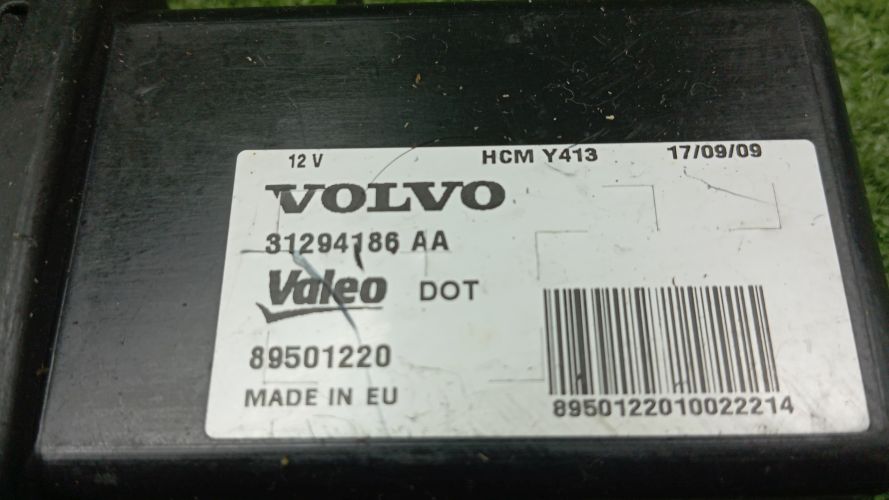 12 V HCM Y413 17/09/09
VOLVO
31294186 AA
Valeo DOT
89501220
MADE IN EU
8950122010022214